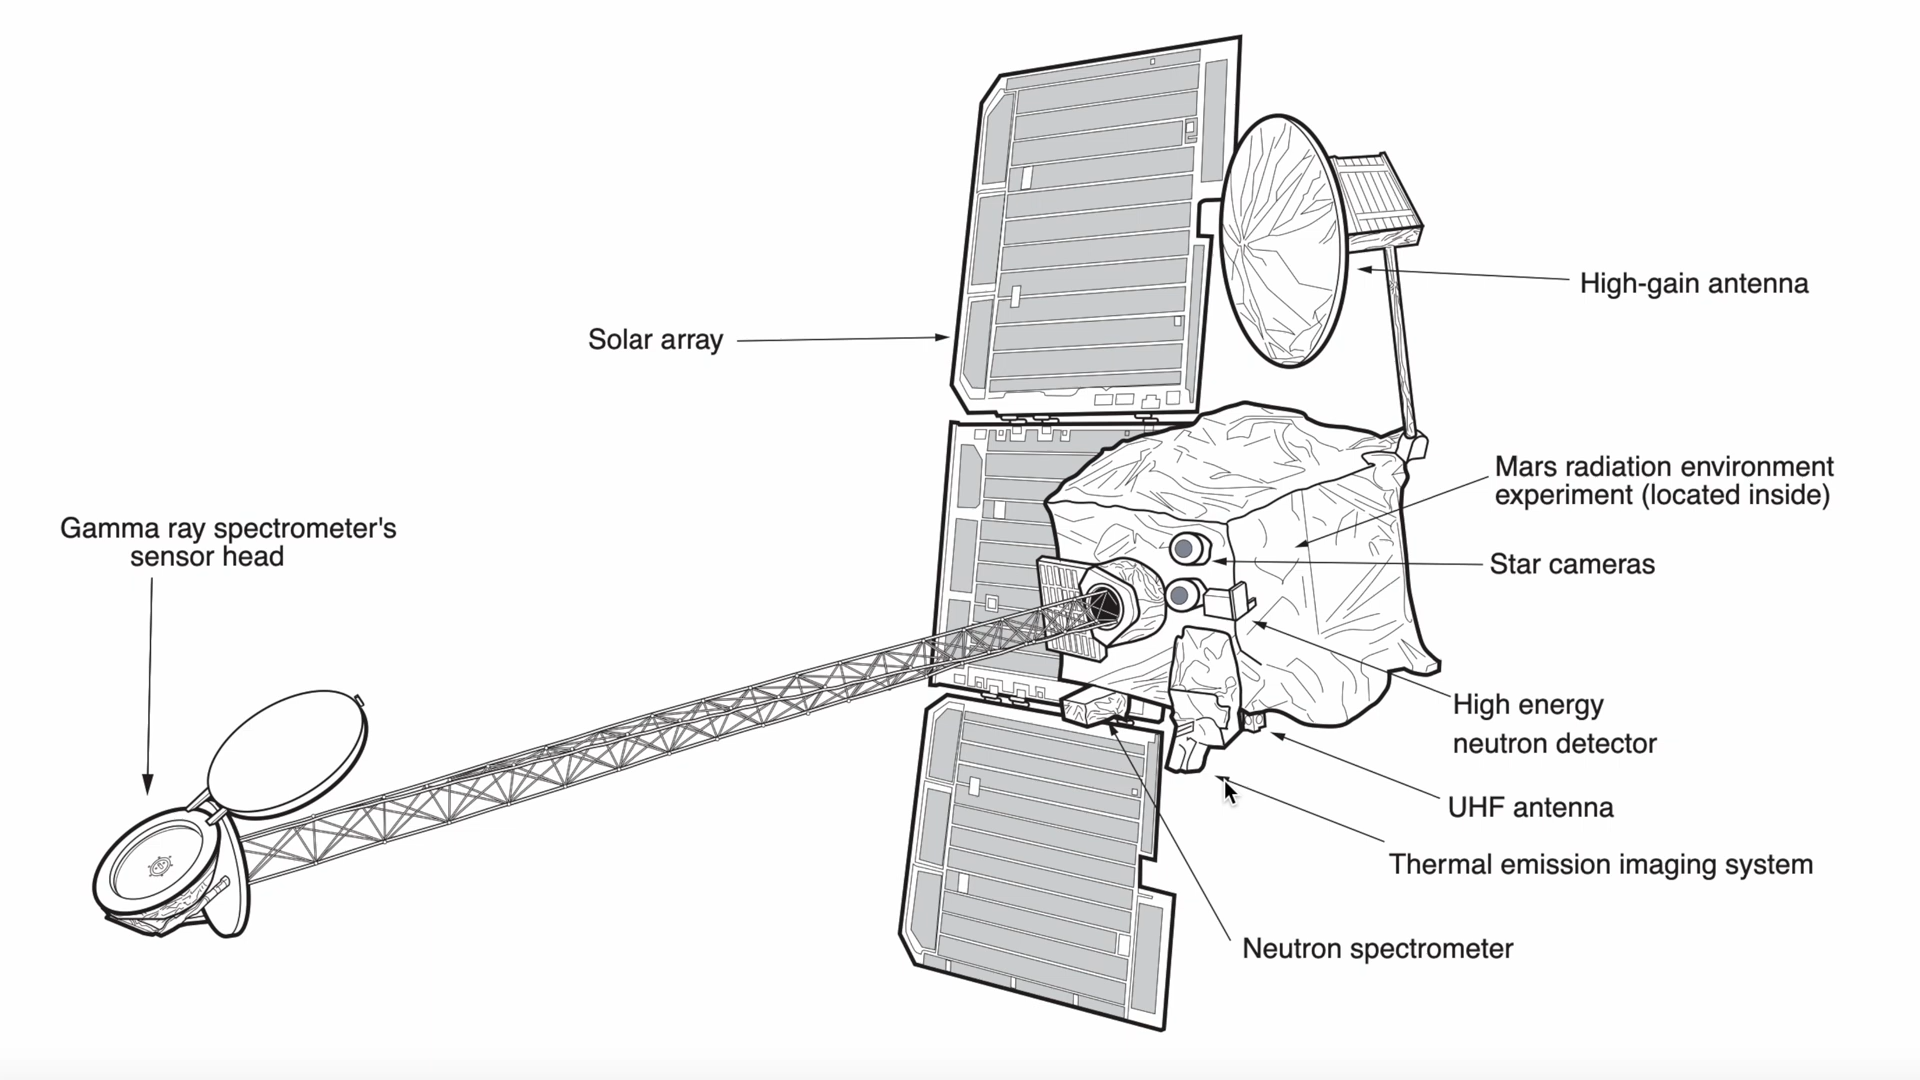 High-gain antenna
Solar array
Mars radiation environment
experiment (located inside)
Gamma ray spectrometer's
sensor head
Star cameras
High energy
neutron detector
UHF antenna
Thermal emission imaging system
Neutron spectrometer